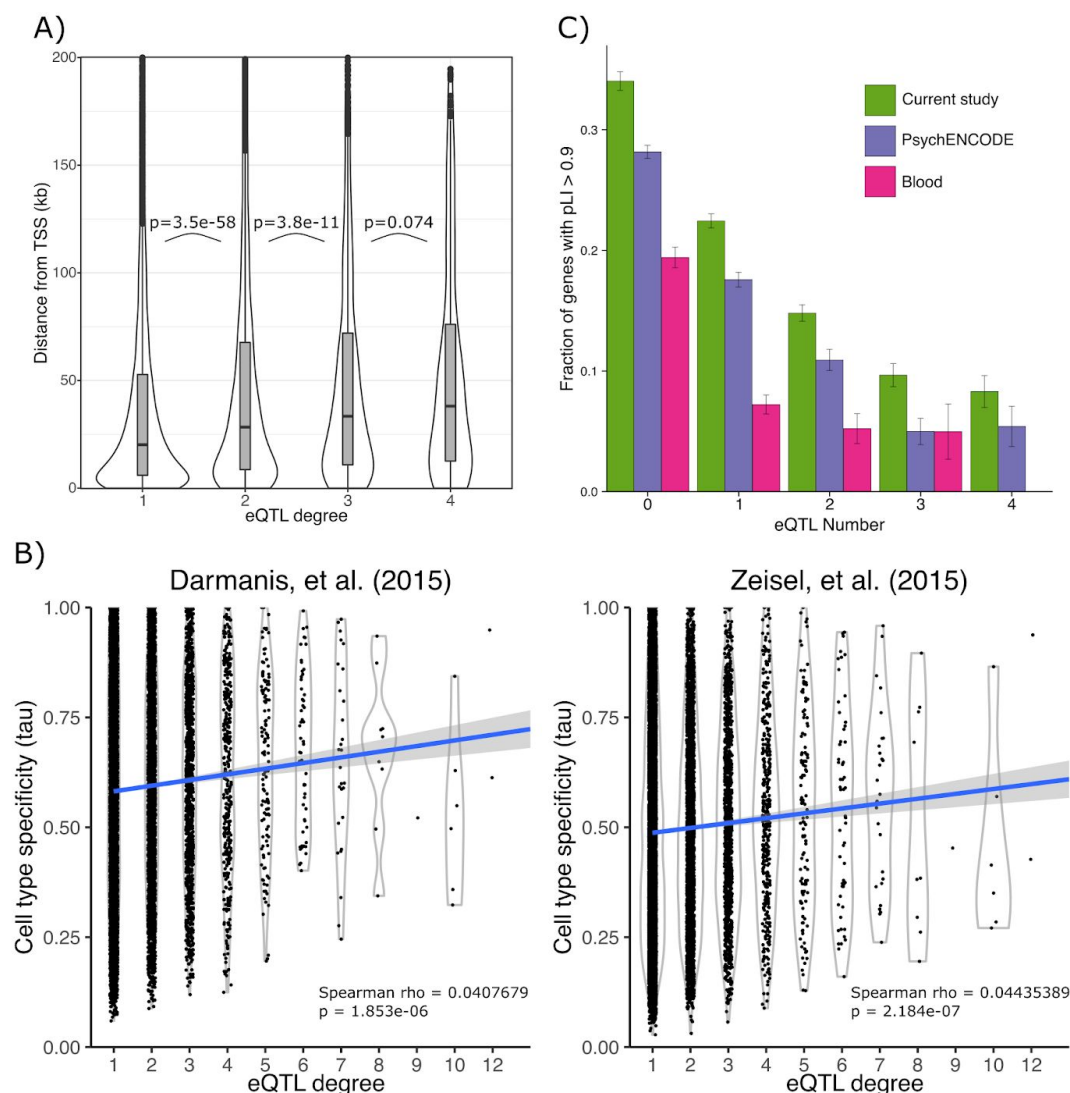 A)
Distance from TSS (kb)
200
150
100
50
0
p=3.5e-58 p=3.8e-11 p=0.074
1 2 3 4
eQTL degree
C)
Fraction of genes with pLI > 0.9
0.3
0.2
0.1
0.0
Current study
PsychENCODE
Blood
0 1 2 3 4
eQTL Number
B)
Darmanis, et al. (2015)
Cell type specificity (tau)
1.00
0.75
0.50
0.25
0.00
Spearman rho = 0.0407679
p = 1.853e-06
1 2 3 4 5 6 7 8 9 10 12
eQTL degree
Zeisel, et al. (2015)
Cell type specificity (tau)
1.00
0.75
0.50
0.25
0.00
Spearman rho = 0.04435389
p = 2.184e-07
1 2 3 4 5 6 7 8 9 10 12
eQTL degree